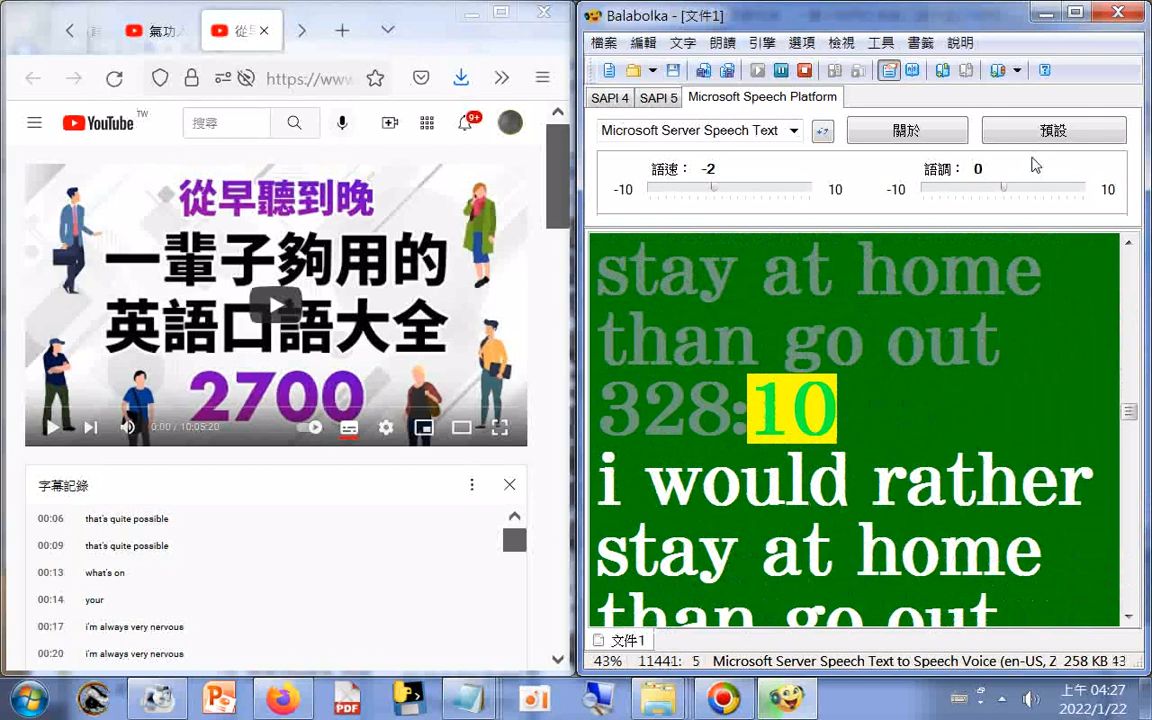 氣功
從
https://www
YouTube TW
搜尋
9+
從早聽到晚
一輩子夠用的
英語口語大全
2700
0:00 / 10:05:20
字幕記錄
00:06 that's quite possible
00:09 that's quite possible
00:13 what's on
00:14 your
00:17 i'm always very nervous
00:20 i'm always very nervous
Balabolka - [文件1]
檔案 編輯 文字 朗讀 引擎 選項 檢視 工具 書籤 說明
SAPI 4 SAPI 5 Microsoft Speech Platform
Microsoft Server Speech Text 關於 預設
語速： -2 語調： 0
-10 10 -10 10
stay at home
than go out
328:10
i would rather
stay at home
than go out
文件1
43% 11441: 5 Microsoft Server Speech Text to Speech Voice (en-US, Z 258 KB 43
PDF
上午 04:27
2022/1/22